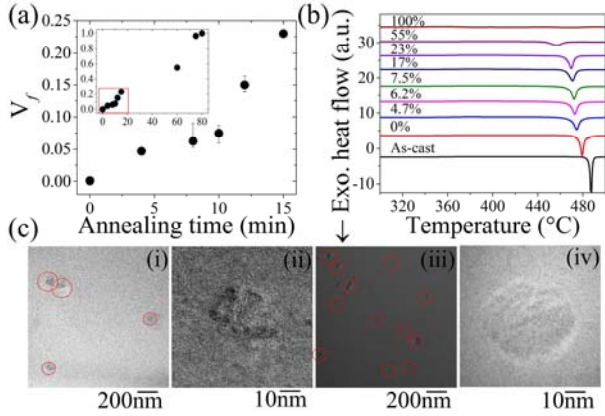 (a)
0.25
0.20
0.15
0.10
0.05
0.00
V_f
1.0
0.8
0.6
0.4
0.2
0.0
0 20 40 60 80
0 5 10 15
Annealing time (min)
(b)
Exo. heat flow (a.u.)
30
20
10
0
-10
100%
55%
23%
17%
7.5%
6.2%
4.7%
0%
As-cast
300 360 420 480
Temperature (°C)
(c)
(i)
(ii)
(iii)
(iv)
200nm
10nm
200nm
10nm